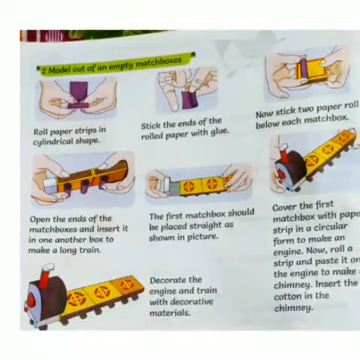 2 Model out of an empty matchboxes
Roll paper strips in
cylindrical shape.
Stick the ends of the
rolled paper with glue.
Now stick two paper roll
below each matchbox.
Open the ends of the
matchboxes and insert it
in one another box to
make a long train.
The first matchbox should
be placed straight as
shown in picture.
Cover the first
matchbox with pape
strip in a circular
form to make an
engine. Now, roll a
strip and paste it on
the engine to make
chimney. Insert the
cotton in the
chimney.
Decorate the
engine and train
with decorative
materials.